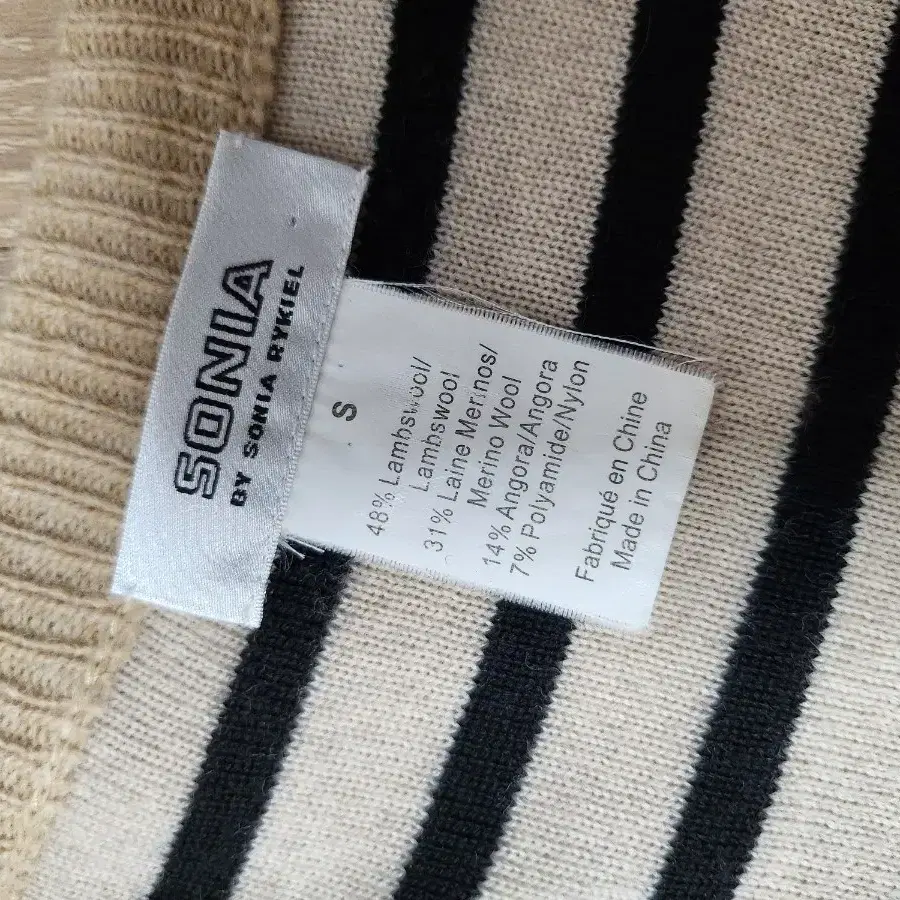 SONIA
BY SONIA RYKIEL
S
48% Lambswool/
Lambswool
31% Laine Merinos/
Merino Wool
14% Angora/Angora
7% Polyamide/Nylon
Fabriqué en Chine
Made in China